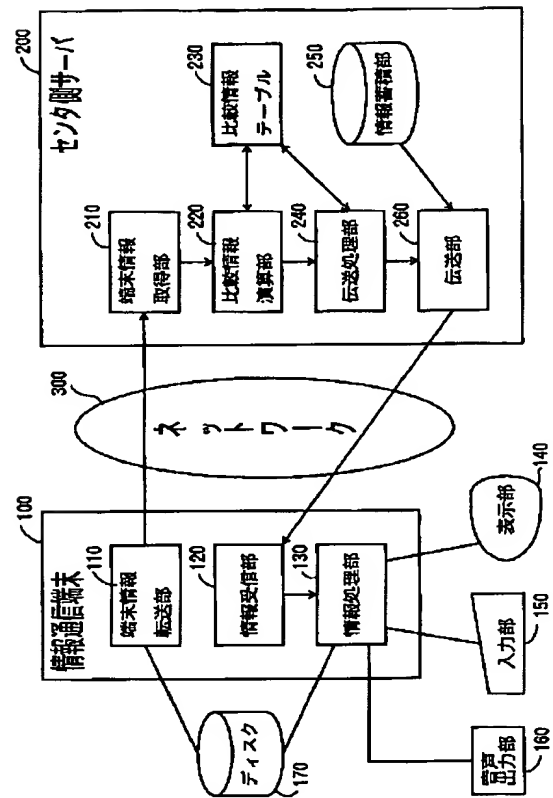 200
センタ側サーバ
210
端末情報
取得部
220
比較情報
演算部
230
比較情報
テーブル
240
伝送処理部
250
情報蓄積部
260
伝送部
300
ネットワーク
100
情報通信端末
110
端末情報
転送部
120
情報受信部
130
情報処理部
140
表示部
150
入力部
160
音声
出力部
170
ディスク